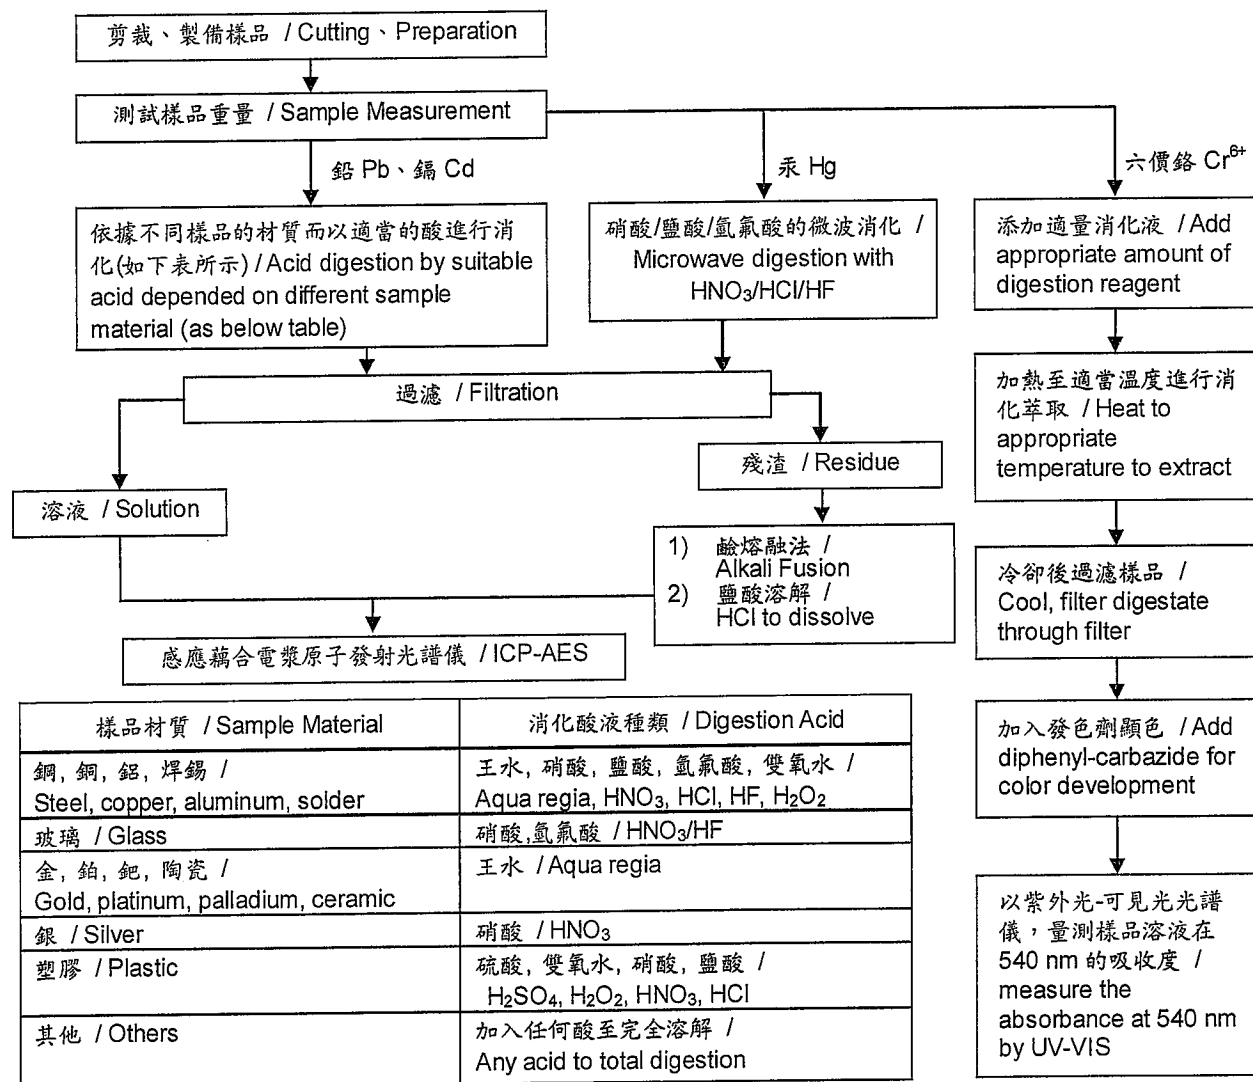 剪裁、製備樣品 / Cutting、Preparation
測試樣品重量 / Sample Measurement
鉛 Pb、鎘 Cd
汞 Hg
六價鉻 Cr⁶⁺
依據不同樣品的材質而以適當的酸進行消
化(如下表所示) / Acid digestion by suitable
acid depended on different sample
material (as below table)
硝酸/鹽酸/氫氟酸的微波消化 /
Microwave digestion with
HNO₃/HCl/HF
添加適量消化液 / Add
appropriate amount of
digestion reagent
過濾 / Filtration
加熱至適當溫度進行消
化萃取 / Heat to
appropriate
temperature to extract
溶液 / Solution
殘渣 / Residue
1) 鹼熔融法 /
Alkali Fusion
2) 鹽酸溶解 /
HCl to dissolve
冷卻後過濾樣品 /
Cool, filter digestate
through filter
感應藕合電漿原子發射光譜儀 / ICP-AES
加入發色劑顯色 / Add
diphenyl-carbazide for
color development
以紫外光-可見光光譜
儀，量測樣品溶液在
540 nm 的吸收度 /
measure the
absorbance at 540 nm
by UV-VIS
樣品材質 / Sample Material
消化酸液種類 / Digestion Acid
鋼, 銅, 鋁, 焊錫 /
Steel, copper, aluminum, solder
王水, 硝酸, 鹽酸, 氫氟酸, 雙氧水 /
Aqua regia, HNO₃, HCl, HF, H₂O₂
玻璃 / Glass
硝酸,氫氟酸 / HNO₃/HF
金, 鉑, 鈀, 陶瓷 /
Gold, platinum, palladium, ceramic
王水 / Aqua regia
銀 / Silver
硝酸 / HNO₃
塑膠 / Plastic
硫酸, 雙氧水, 硝酸, 鹽酸 /
H₂SO₄, H₂O₂, HNO₃, HCl
其他 / Others
加入任何酸至完全溶解 /
Any acid to total digestion